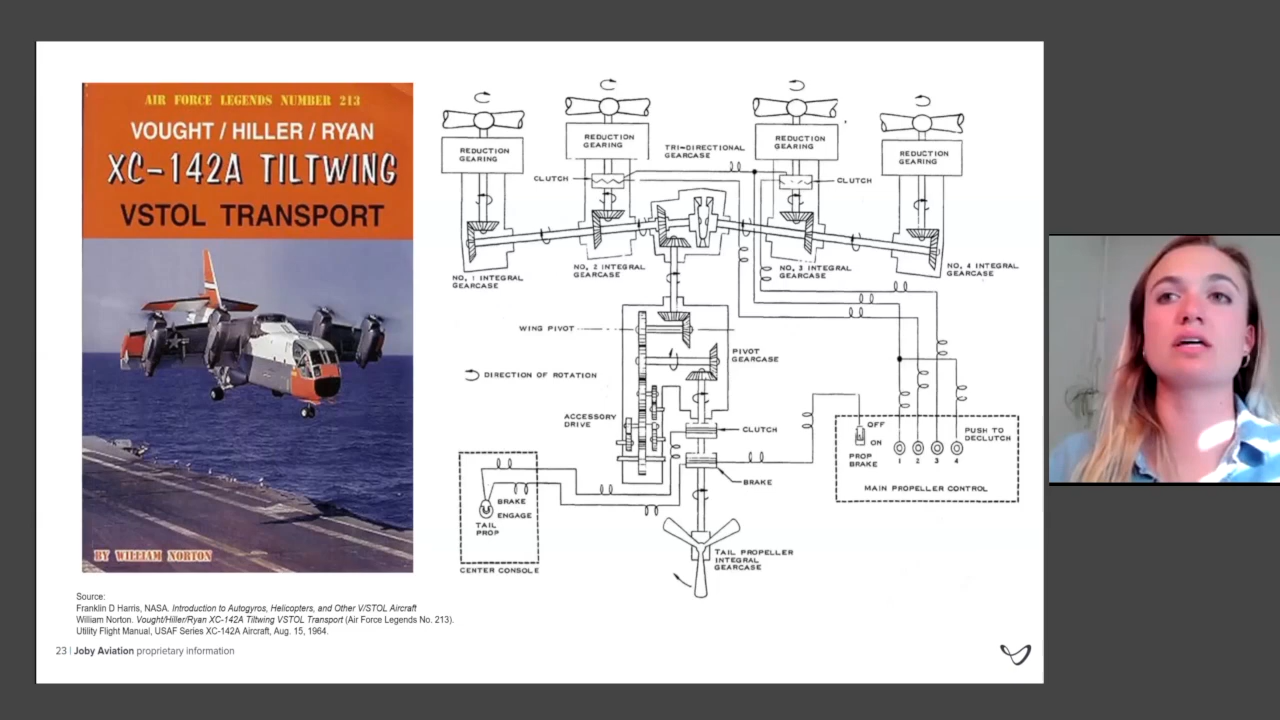 AIR FORCE LEGENDS NUMBER 213
VOUGHT / HILLER / RYAN
XC-142A TILTWING
VSTOL TRANSPORT
BY WILLIAM NORTON
REDUCTION
GEARING
REDUCTION
GEARING
REDUCTION
GEARING
REDUCTION
GEARING
TRI-DIRECTIONAL
GEARCASE
CLUTCH
CLUTCH
NO. 1 INTEGRAL
GEARCASE
NO. 2 INTEGRAL
GEARCASE
NO. 3 INTEGRAL
GEARCASE
NO. 4 INTEGRAL
GEARCASE
WING PIVOT
PIVOT
GEARCASE
DIRECTION OF ROTATION
ACCESSORY
DRIVE
CLUTCH
BRAKE
OFF
ON
PROP
BRAKE
PUSH TO
DECLUTCH
1 2 3 4
MAIN PROPELLER CONTROL
BRAKE
ENGAGE
TAIL
PROP
CENTER CONSOLE
TAIL PROPELLER
INTEGRAL
GEARCASE
Source:
Franklin D Harris, NASA. Introduction to Autogyros, Helicopters, and Other V/STOL Aircraft
William Norton. Vought/Hiller/Ryan XC-142A Tiltwing VSTOL Transport (Air Force Legends No. 213).
Utility Flight Manual, USAF Series XC-142A Aircraft, Aug. 15, 1964.
23 | Joby Aviation proprietary information